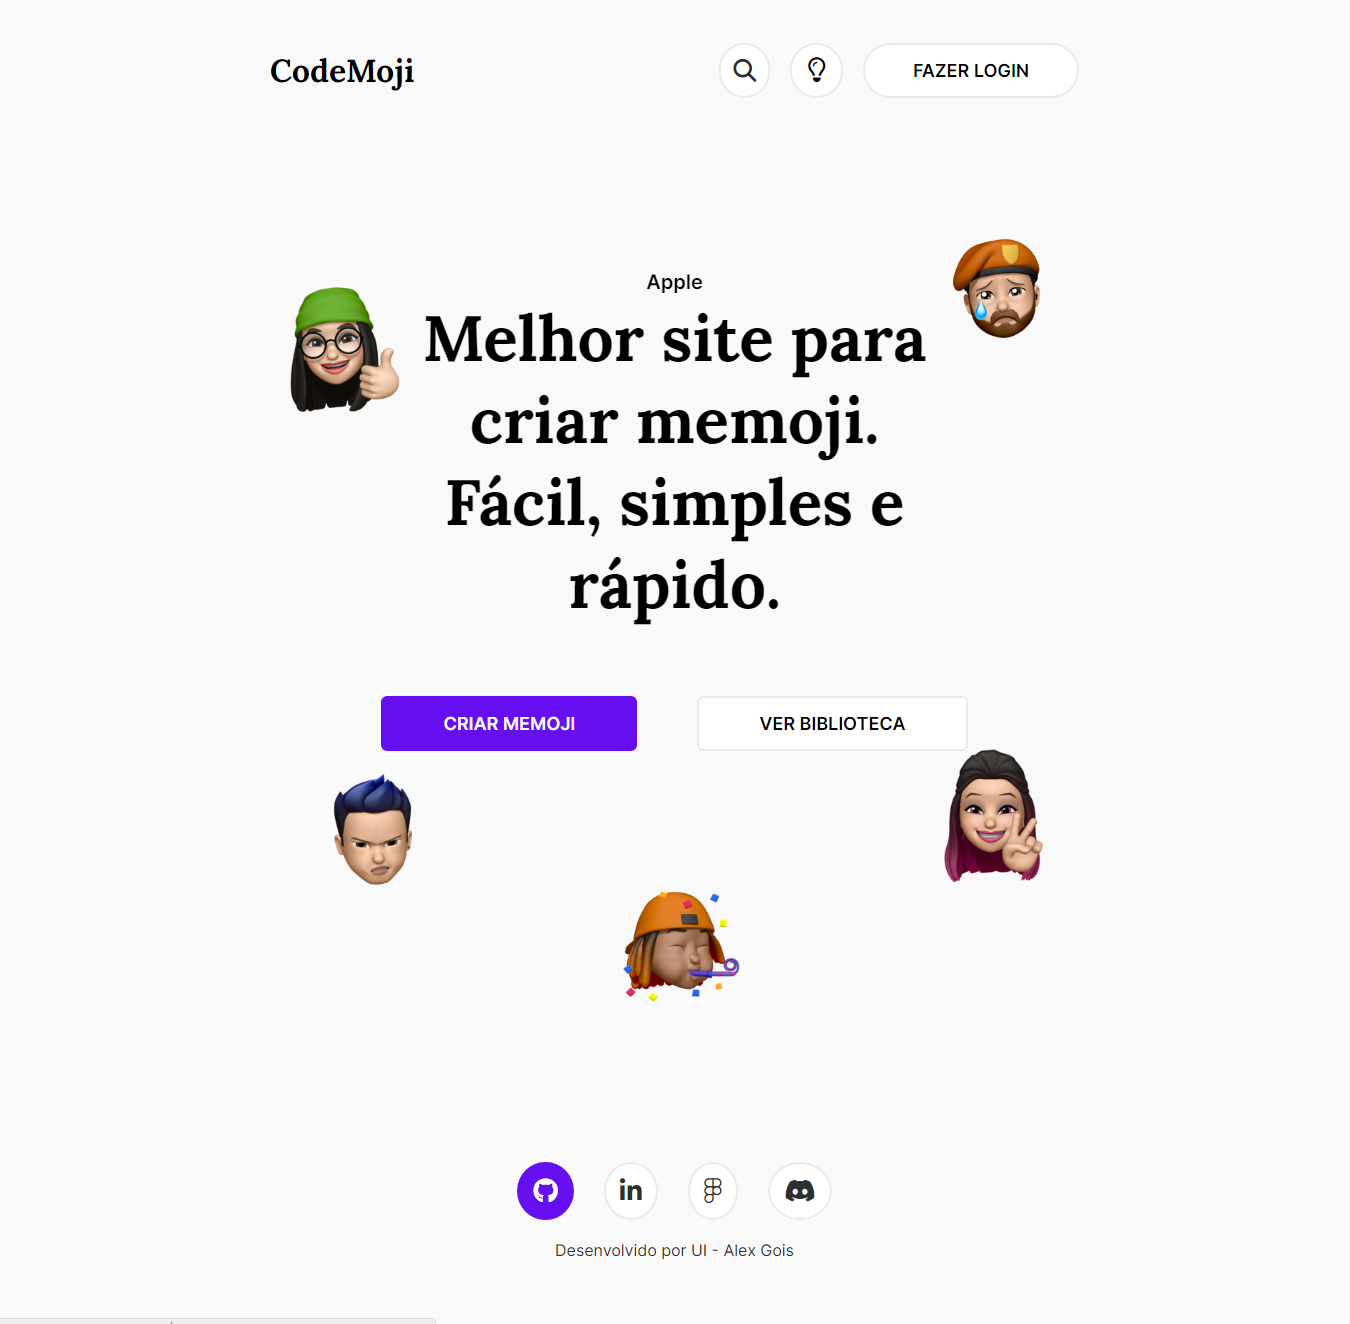 CodeMoji
FAZER LOGIN
Apple
Melhor site para
criar memoji.
Fácil, simples e
rápido.
CRIAR MEMOJI
VER BIBLIOTECA
in
Desenvolvido por UI - Alex Gois